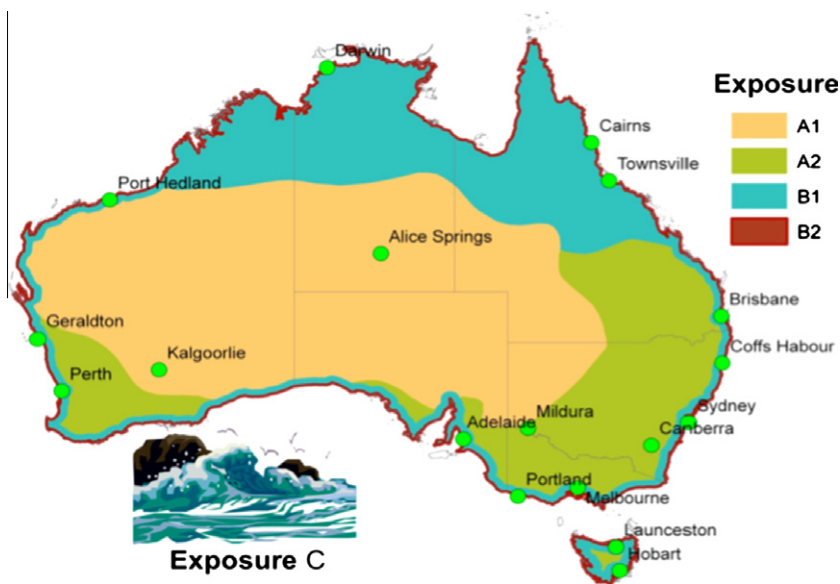 Darwin
Exposure
A1
A2
B1
B2
Cairns
Townsville
Port Hedland
Alice Springs
Brisbane
Geraldton
Kalgoorlie
Coffs Habour
Perth
Sydney
Mildura
Adelaide
Canberra
Portland
Melbourne
Launceston
Hobart
Exposure C